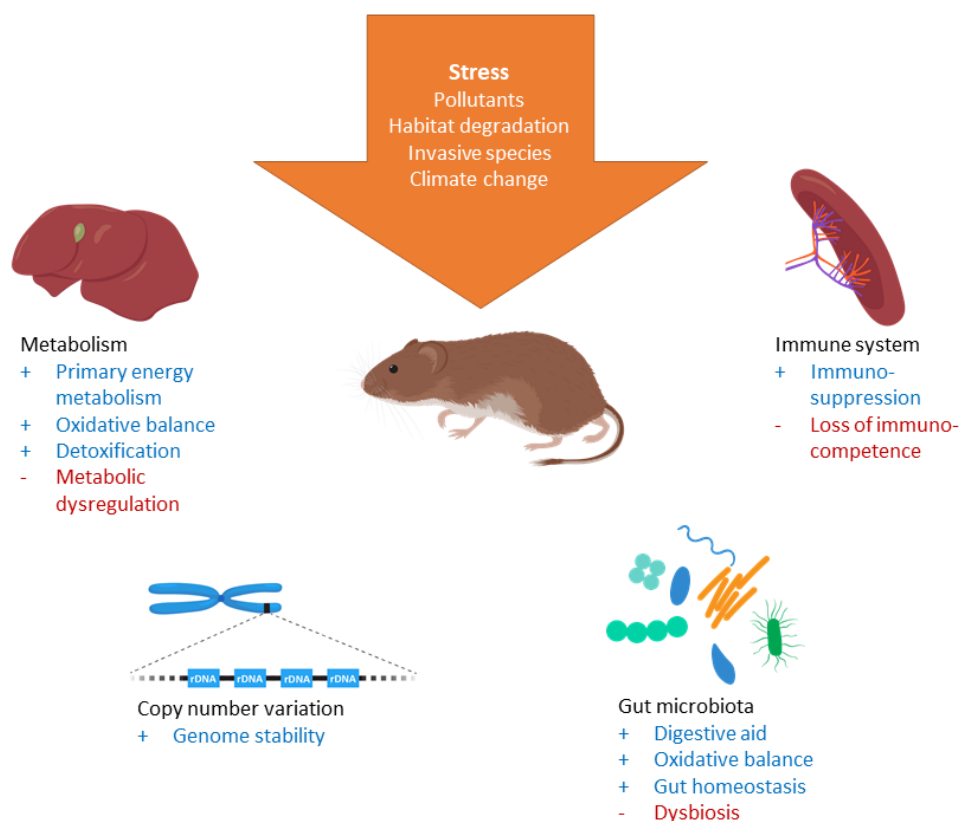 Stress
Pollutants
Habitat degradation
Invasive species
Climate change
Metabolism
+ Primary energy
metabolism
+ Oxidative balance
+ Detoxification
- Metabolic
dysregulation
Immune system
+ Immuno-
suppression
- Loss of immuno-
competence
rDNA rDNA rDNA rDNA
Copy number variation
+ Genome stability
Gut microbiota
+ Digestive aid
+ Oxidative balance
+ Gut homeostasis
- Dysbiosis